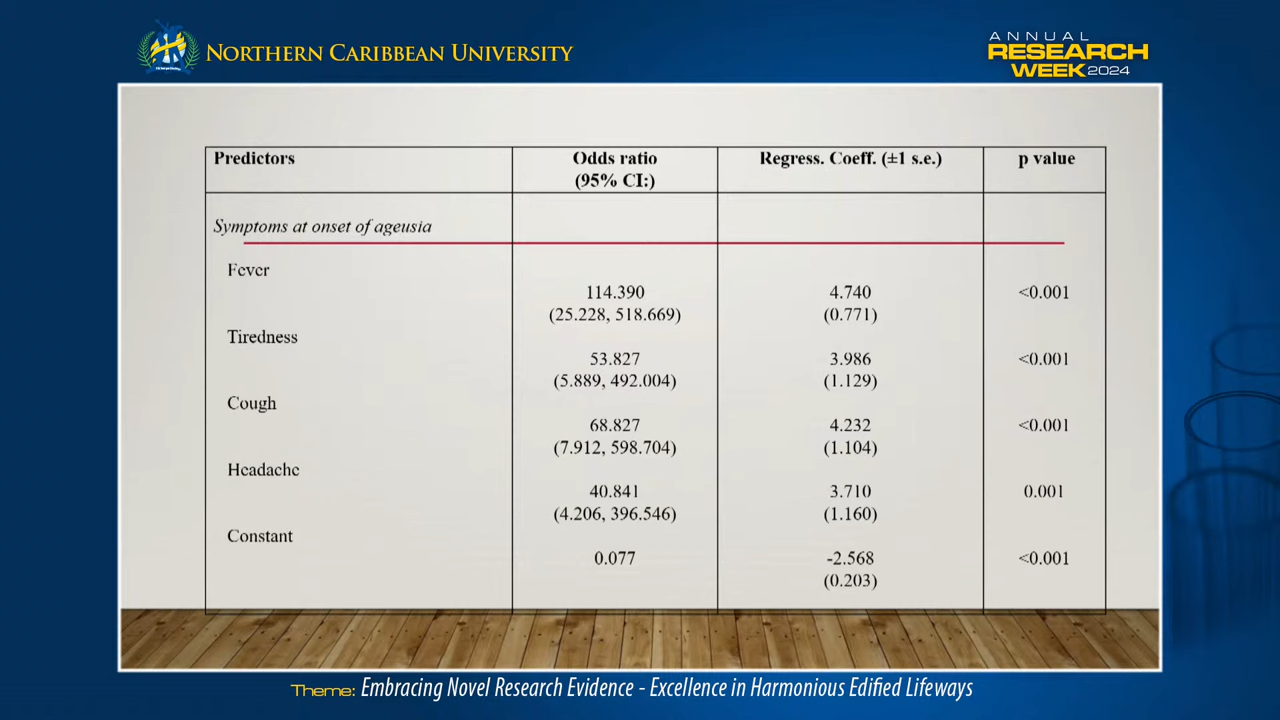 NORTHERN CARIBBEAN UNIVERSITY
ANNUAL
RESEARCH
WEEK 2024
Predictors
Odds ratio
(95% CI:)
Regress. Coeff. (±1 s.e.)
p value
Symptoms at onset of ageusia
Fever
114.390
(25.228, 518.669)
4.740
(0.771)
<0.001
Tiredness
53.827
(5.889, 492.004)
3.986
(1.129)
<0.001
Cough
68.827
(7.912, 598.704)
4.232
(1.104)
<0.001
Headache
40.841
(4.206, 396.546)
3.710
(1.160)
0.001
Constant
0.077
-2.568
(0.203)
<0.001
Theme: Embracing Novel Research Evidence - Excellence in Harmonious Edified Lifeways